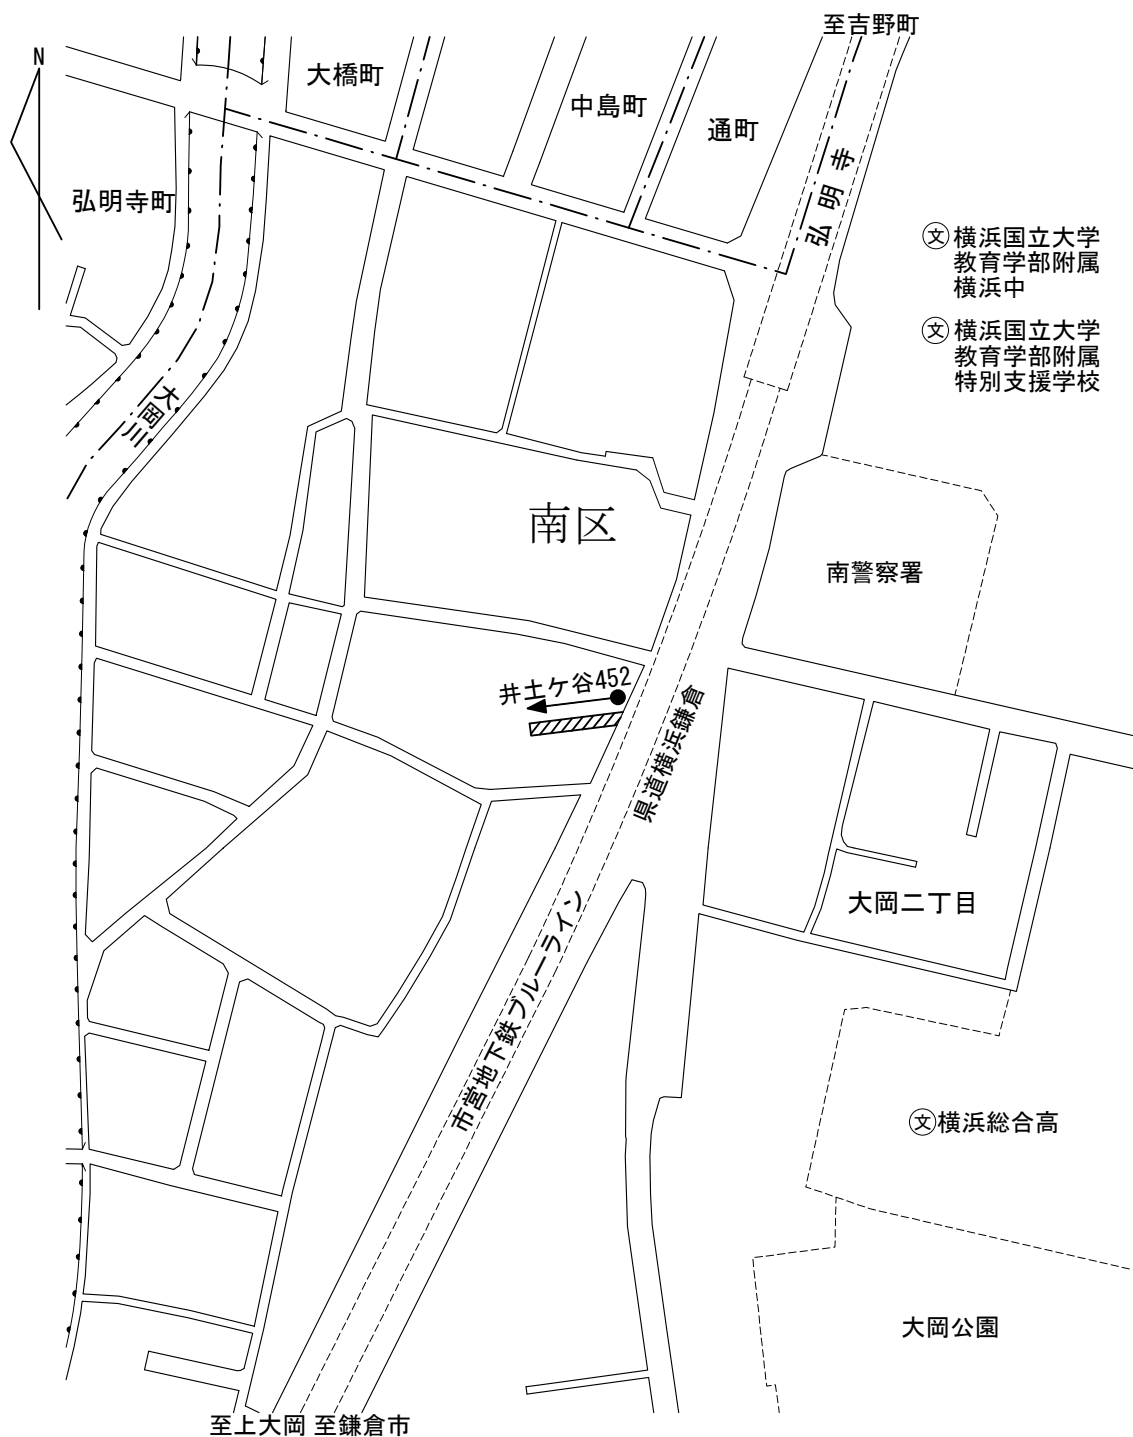 至吉野町
N
大橋町
中島町
通町
弘明寺
弘明寺町
文 横浜国立大学
教育学部附属
横浜中
文 横浜国立大学
教育学部附属
特別支援学校
大岡川
南区
南警察署
井土ケ谷452
県道横浜鎌倉
大岡二丁目
市営地下鉄ブルーライン
文 横浜総合高
大岡公園
至上大岡 至鎌倉市